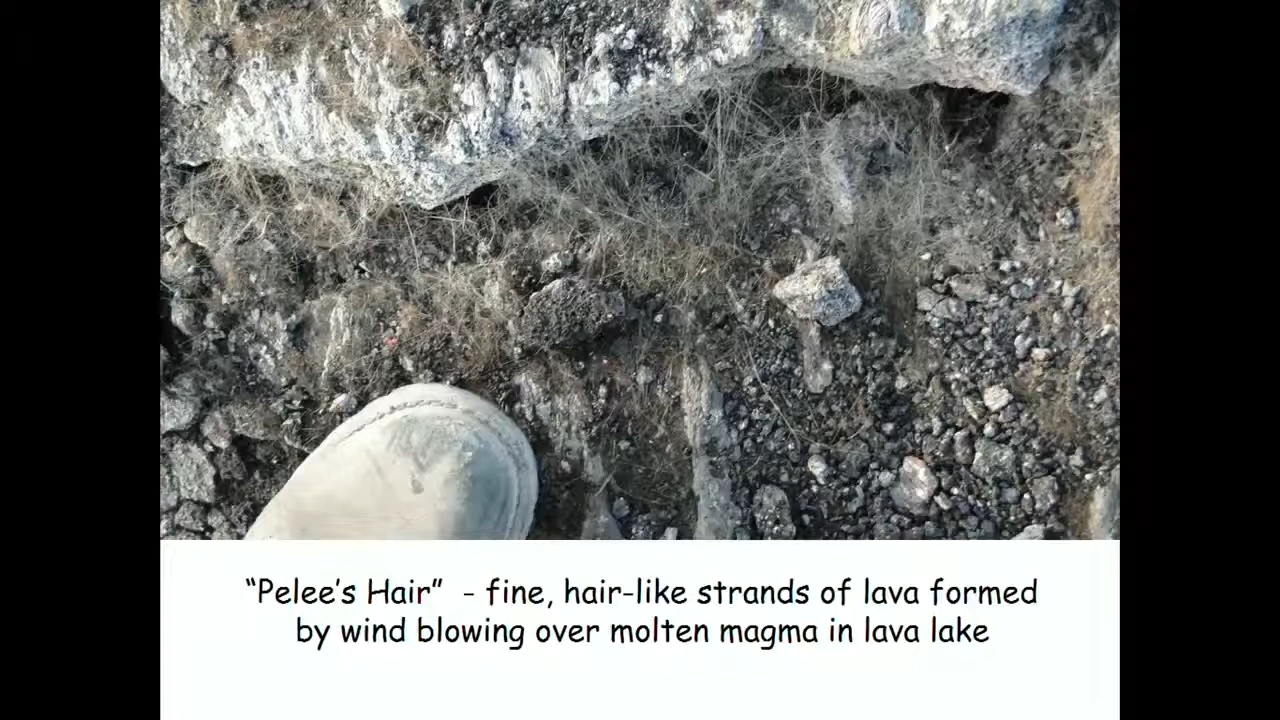 “Pelee’s Hair”  - fine, hair-like strands of lava formed
by wind blowing over molten magma in lava lake